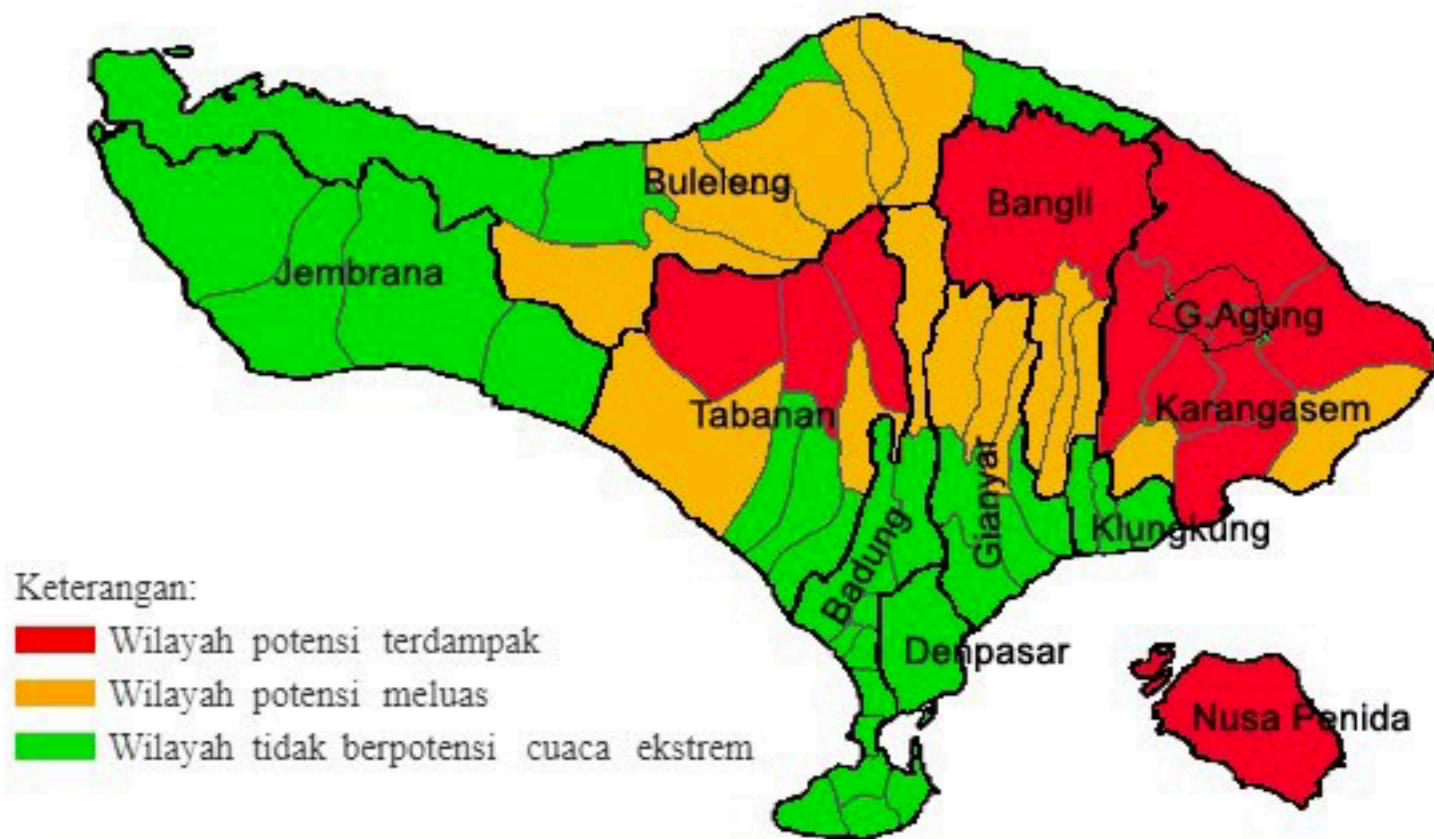 Buleleng
Bangli
Jembrana
G.Agung
Tabanan
Karangasem
Gianyar
Badung
Klungkung
Denpasar
Nusa Penida
Keterangan:
Wilayah potensi terdampak
Wilayah potensi meluas
Wilayah tidak berpotensi cuaca ekstrem